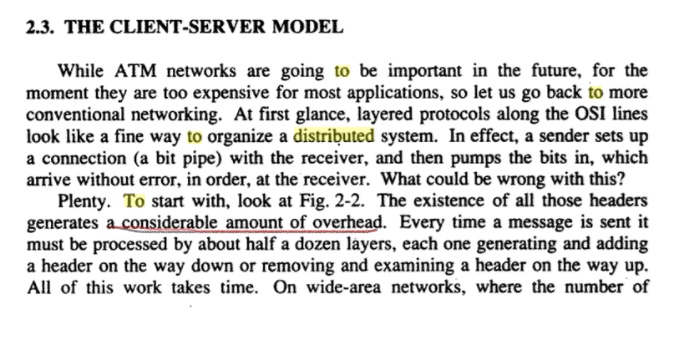 2.3. THE CLIENT-SERVER MODEL
While ATM networks are going to be important in the future, for the
moment they are too expensive for most applications, so let us go back to more
conventional networking. At first glance, layered protocols along the OSI lines
look like a fine way to organize a distributed system. In effect, a sender sets up
a connection (a bit pipe) with the receiver, and then pumps the bits in, which
arrive without error, in order, at the receiver. What could be wrong with this?
Plenty. To start with, look at Fig. 2-2. The existence of all those headers
generates a considerable amount of overhead. Every time a message is sent it
must be processed by about half a dozen layers, each one generating and adding
a header on the way down or removing and examining a header on the way up.
All of this work takes time. On wide-area networks, where the number of